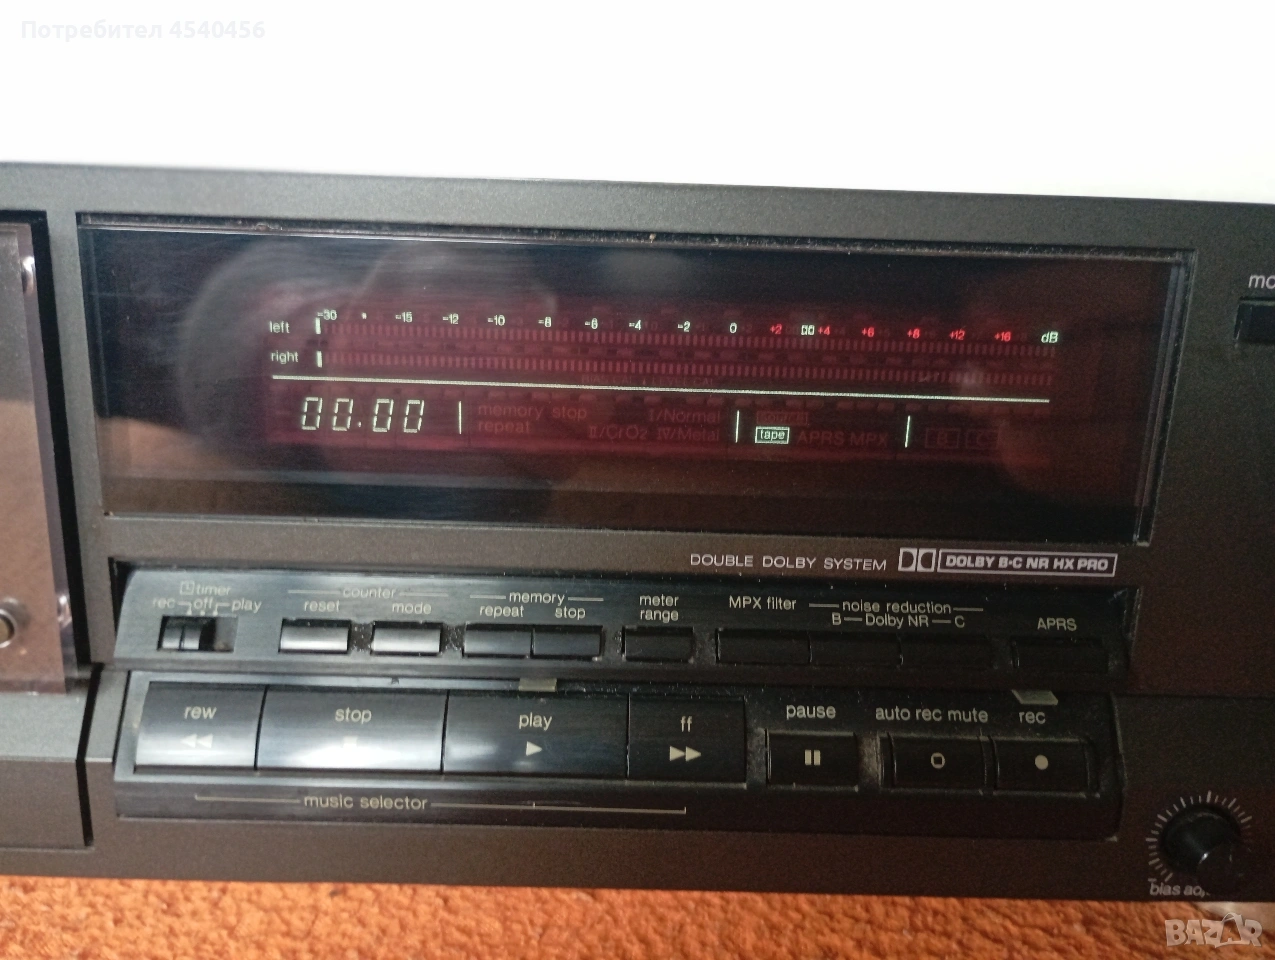 Потребител 4540456
mo
-30 • -15 -12 -10 -8 -6 -4 -2 0 +2 +4 +6 +8 +12 +16 dB
left
right
00.00
memory stop I/Normal
repeat II/CrO2 IV/Metal tape APRS MPX B C
DOUBLE DOLBY SYSTEM DOLBY B·C NR HX PRO
timer
rec off play
counter
reset mode
memory
repeat stop
meter
range
MPX filter
noise reduction
B — Dolby NR — C
APRS
rew stop play ff
pause auto rec mute rec
music selector
bias
BAZAR